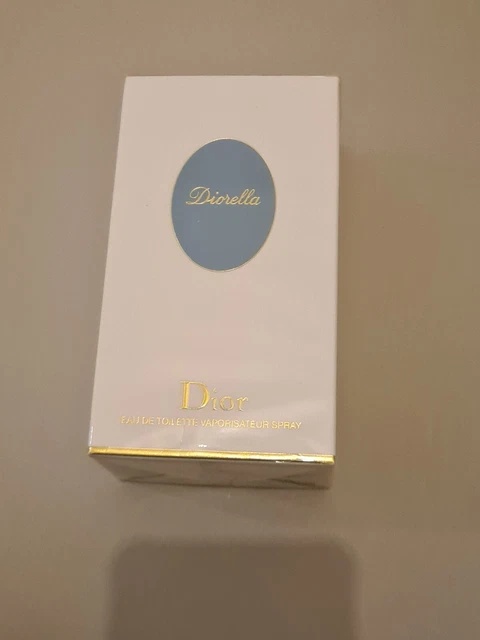 Diorella
Dior
EAU DE TOILETTE VAPORISATEUR SPRAY